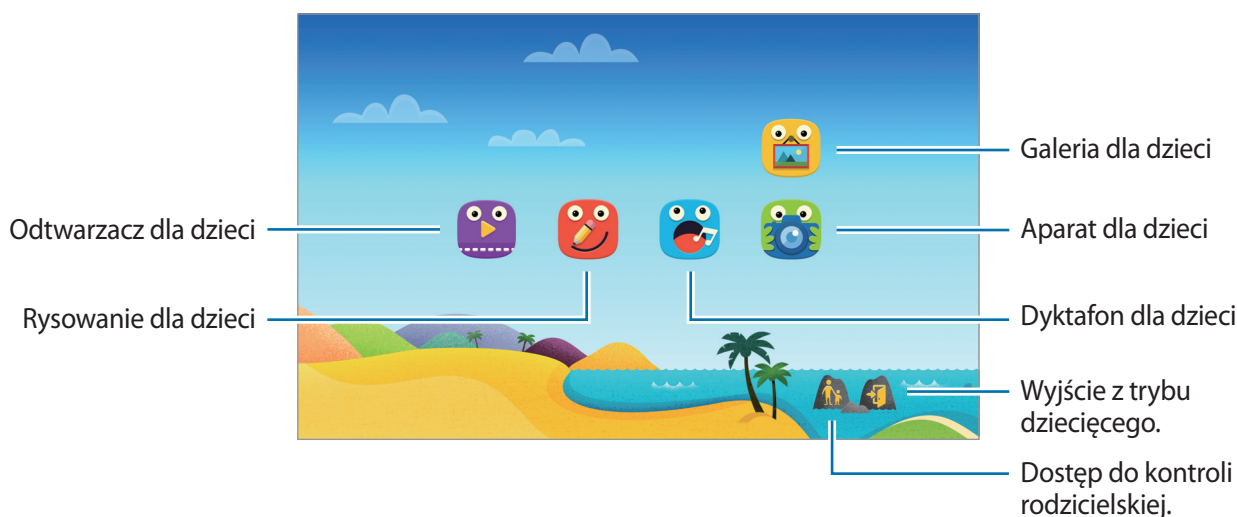 Galeria dla dzieci
Odtwarzacz dla dzieci
Aparat dla dzieci
Rysowanie dla dzieci
Dyktafon dla dzieci
Wyjście z trybu
dziecięcego.
Dostęp do kontroli
rodzicielskiej.